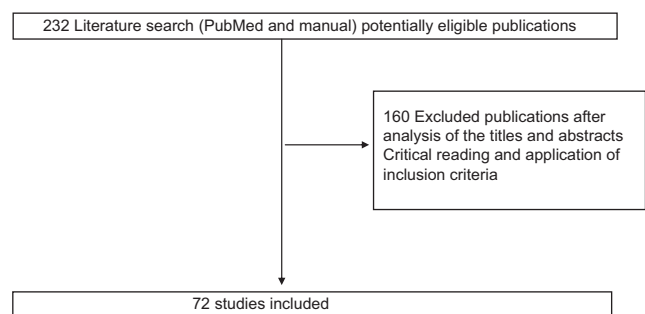 232 Literature search (PubMed and manual) potentially eligible publications
160 Excluded publications after
analysis of the titles and abstracts
Critical reading and application of
inclusion criteria
72 studies included